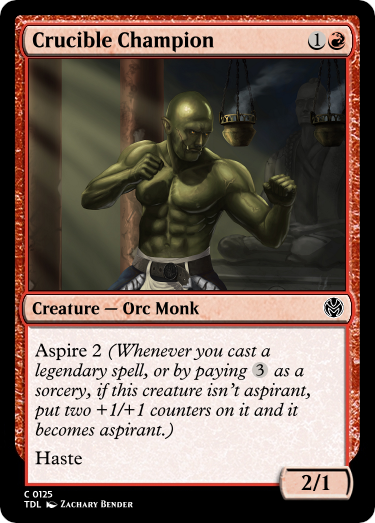 Crucible Champion 1
Creature — Orc Monk
Aspire 2 (Whenever you cast a
legendary spell, or by paying 3 as a
sorcery, if this creature isn't aspirant,
put two +1/+1 counters on it and it
becomes aspirant.)
Haste
2/1
C 0125
TDL Zachary Bender